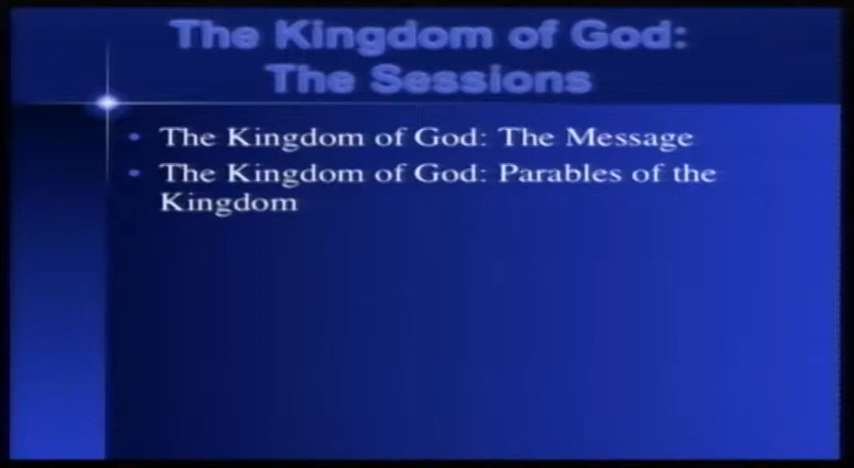 The Kingdom of God:
The Sessions
• The Kingdom of God: The Message
• The Kingdom of God: Parables of the
Kingdom